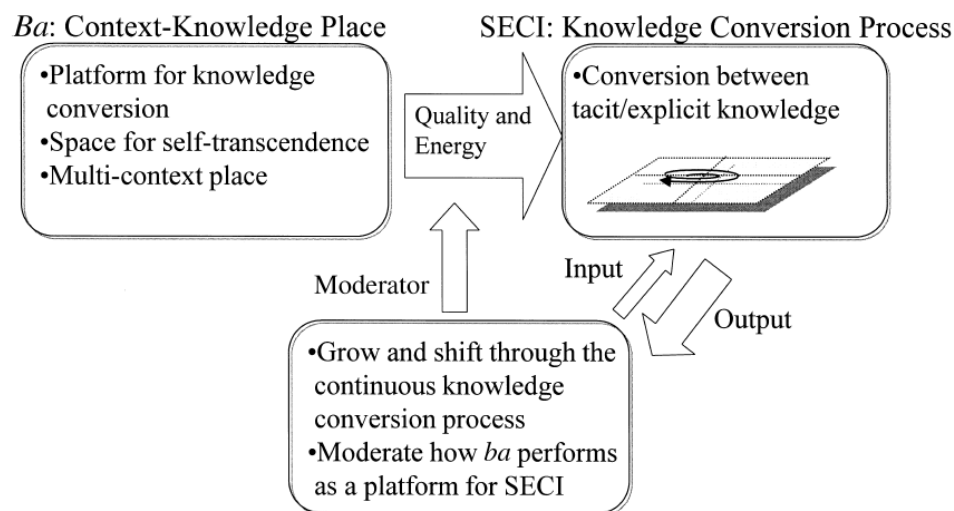 Ba: Context-Knowledge Place
SECI: Knowledge Conversion Process
•Platform for knowledge
conversion
•Space for self-transcendence
•Multi-context place
Quality and
Energy
•Conversion between
tacit/explicit knowledge
Moderator
Input
Output
•Grow and shift through the
continuous knowledge
conversion process
•Moderate how ba performs
as a platform for SECI